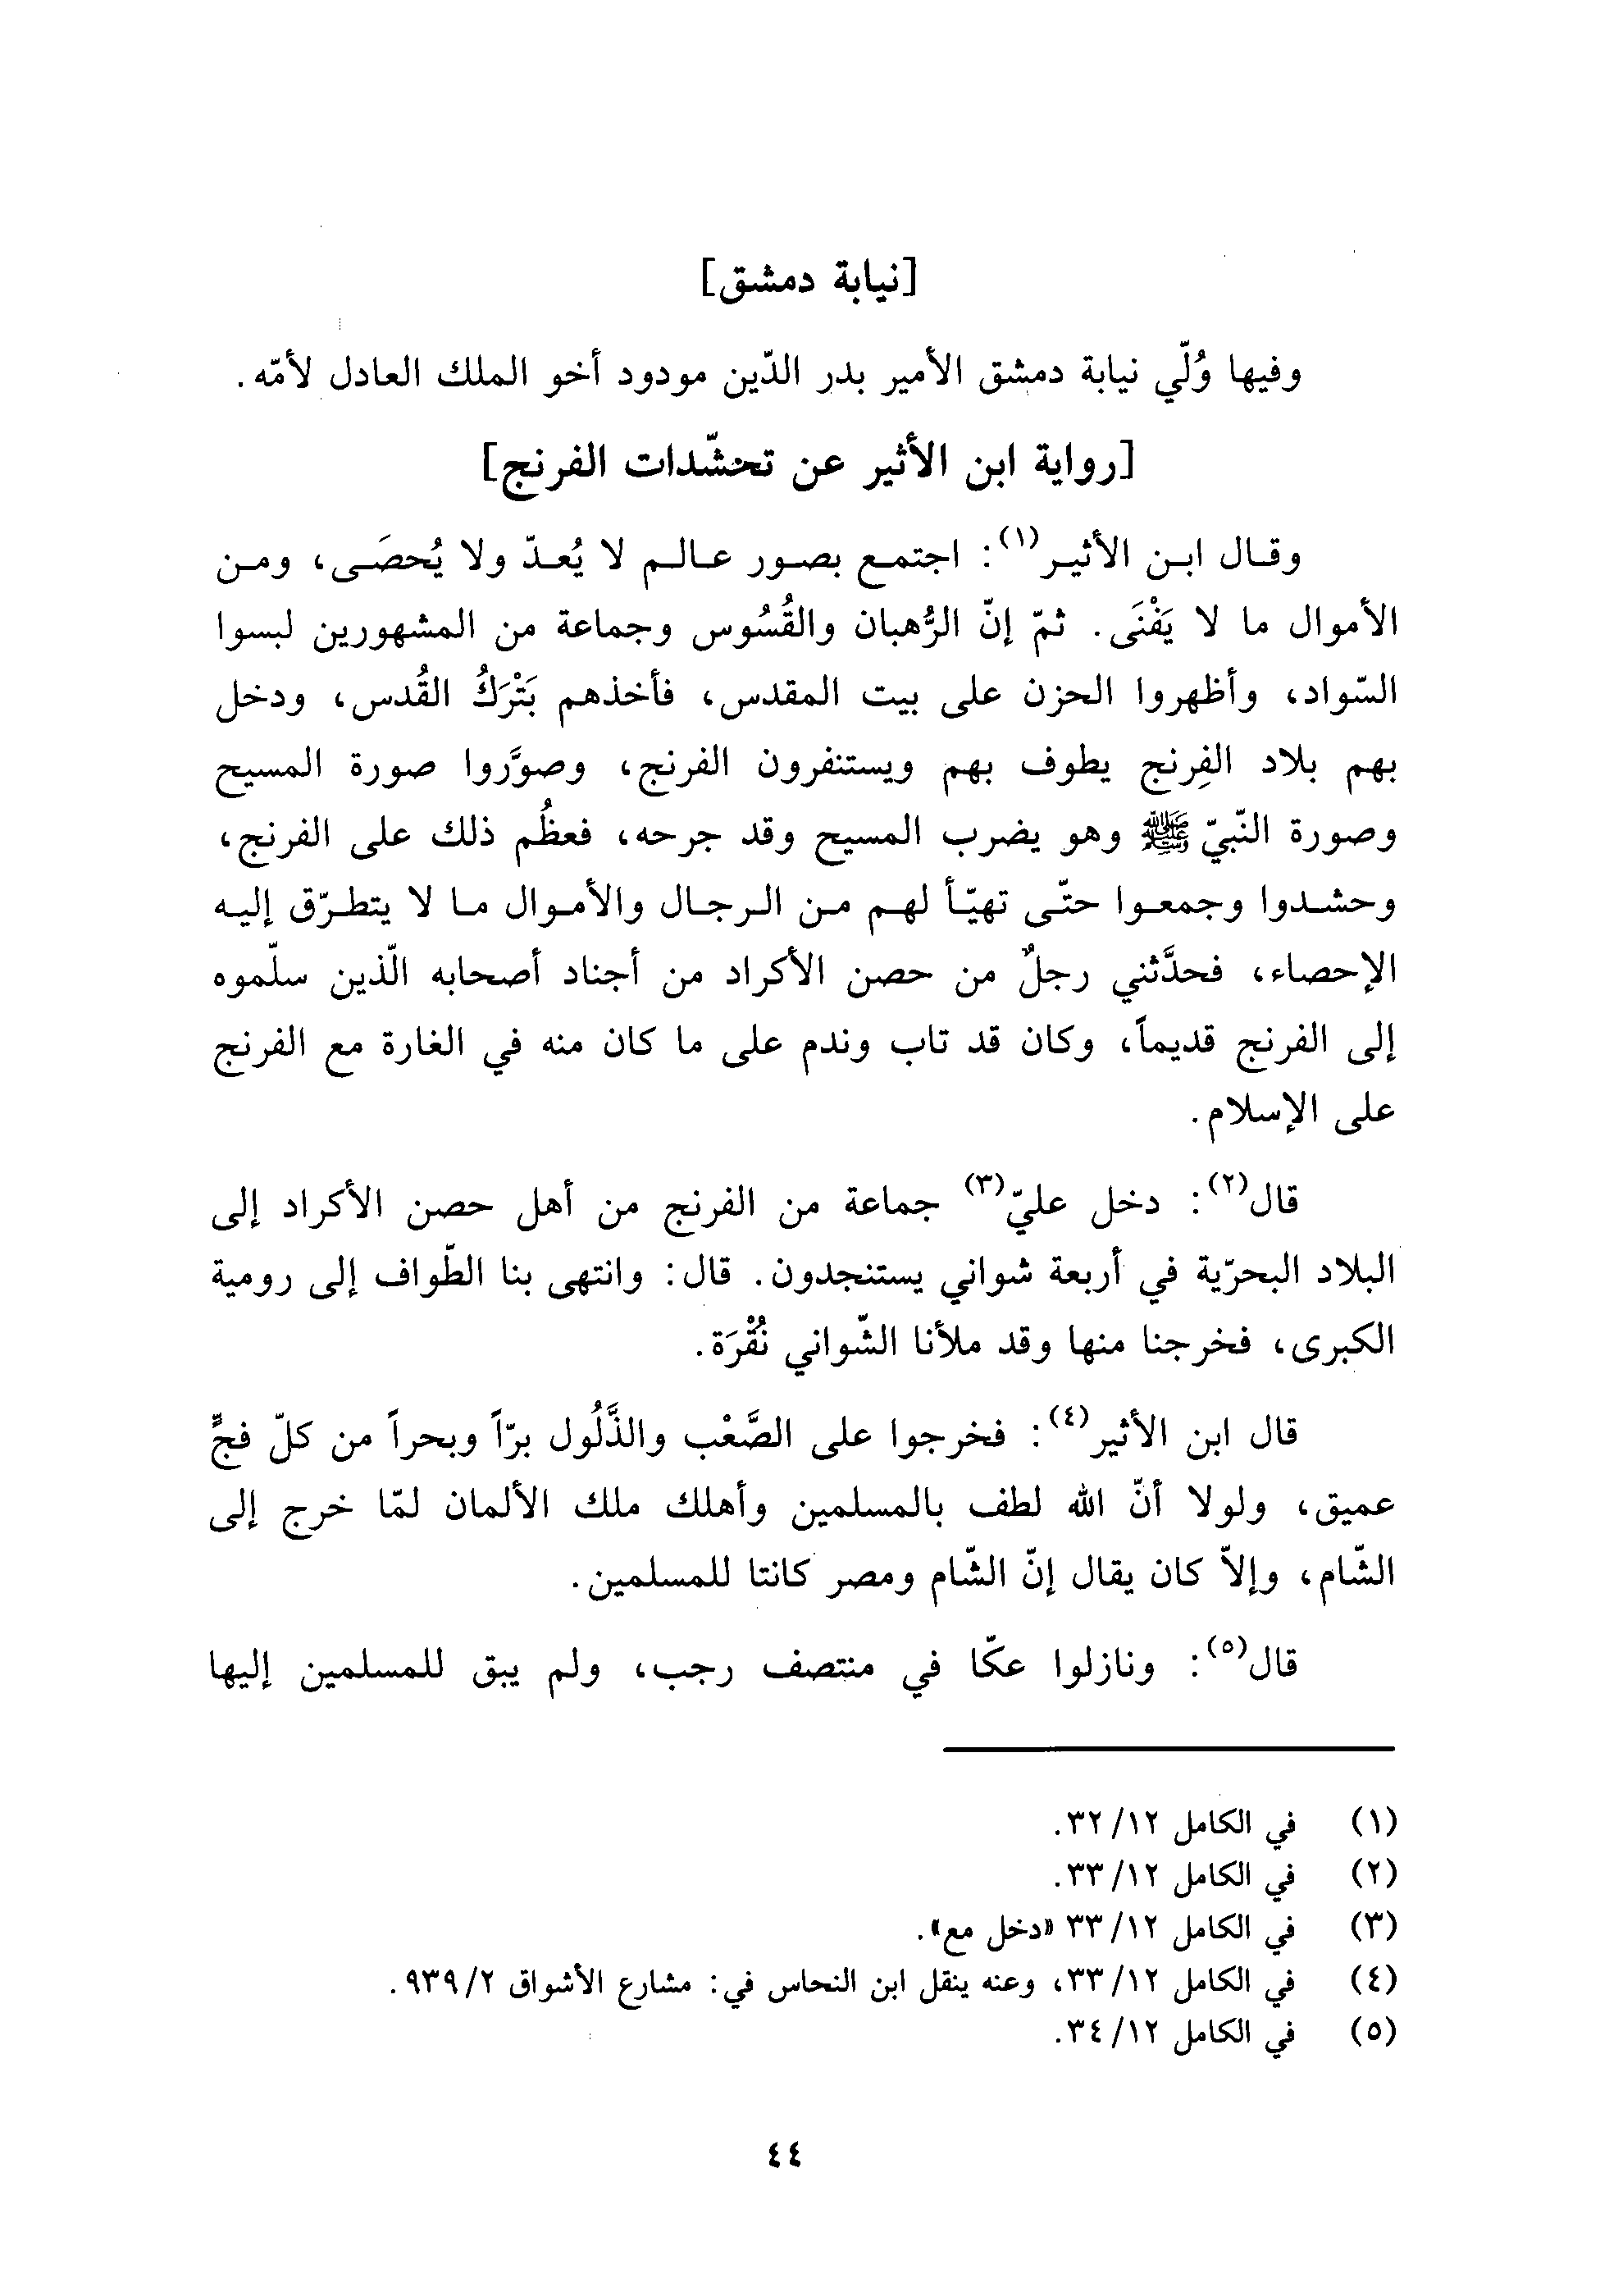 [نيابة دمشق]
وفيها وُلّي نيابة دمشق الأمير بدر الدّين مودود أخو الملك العادل لأمّه.
[رواية ابن الأثير عن تحشّدات الفرنج]
وقال ابن الأثير(١): اجتمع بصور عالم لا يُعدّ ولا يُحصَى، ومن
الأموال ما لا يَفْنَى. ثمّ إنّ الرُّهبان والقُسُوس وجماعة من المشهورين لبسوا
السّواد، وأظهروا الحزن على بيت المقدس، فأخذهم بَتْرَكُ القُدس، ودخل
بهم بلاد الفِرنج يطوف بهم ويستنفرون الفرنج، وصوَّروا صورة المسيح
وصورة النّبيّ ﷺ وهو يضرب المسيح وقد جرحه، فعظُم ذلك على الفرنج،
وحشدوا وجمعوا حتّى تهيّأ لهم من الرجال والأموال ما لا يتطرّق إليه
الإحصاء، فحدَّثني رجلٌ من حصن الأكراد من أجناد أصحابه الّذين سلّموه
إلى الفرنج قديماً، وكان قد تاب وندم على ما كان منه في الغارة مع الفرنج
على الإسلام.
قال(٢): دخل عليّ(٣) جماعة من الفرنج من أهل حصن الأكراد إلى
البلاد البحرّية في أربعة شواني يستنجدون. قال: وانتهى بنا الطّواف إلى رومية
الكبرى، فخرجنا منها وقد ملأنا الشّواني نُقْرَة.
قال ابن الأثير(٤): فخرجوا على الصَّعْب والذَّلُول برّاً وبحراً من كلّ فجٍّ
عميق، ولولا أنّ الله لطف بالمسلمين وأهلك ملك الألمان لمّا خرج إلى
الشّام، وإلاّ كان يقال إنّ الشّام ومصر كانتا للمسلمين.
قال(٥): ونازلوا عكّا في منتصف رجب، ولم يبق للمسلمين إليها
(١) في الكامل ٣٢/١٢.
(٢) في الكامل ٣٣/١٢.
(٣) في الكامل ٣٣/١٢ «دخل مع».
(٤) في الكامل ٣٣/١٢، وعنه ينقل ابن النحاس في: مشارع الأشواق ٩٣٩/٢.
(٥) في الكامل ٣٤/١٢.
٤٤